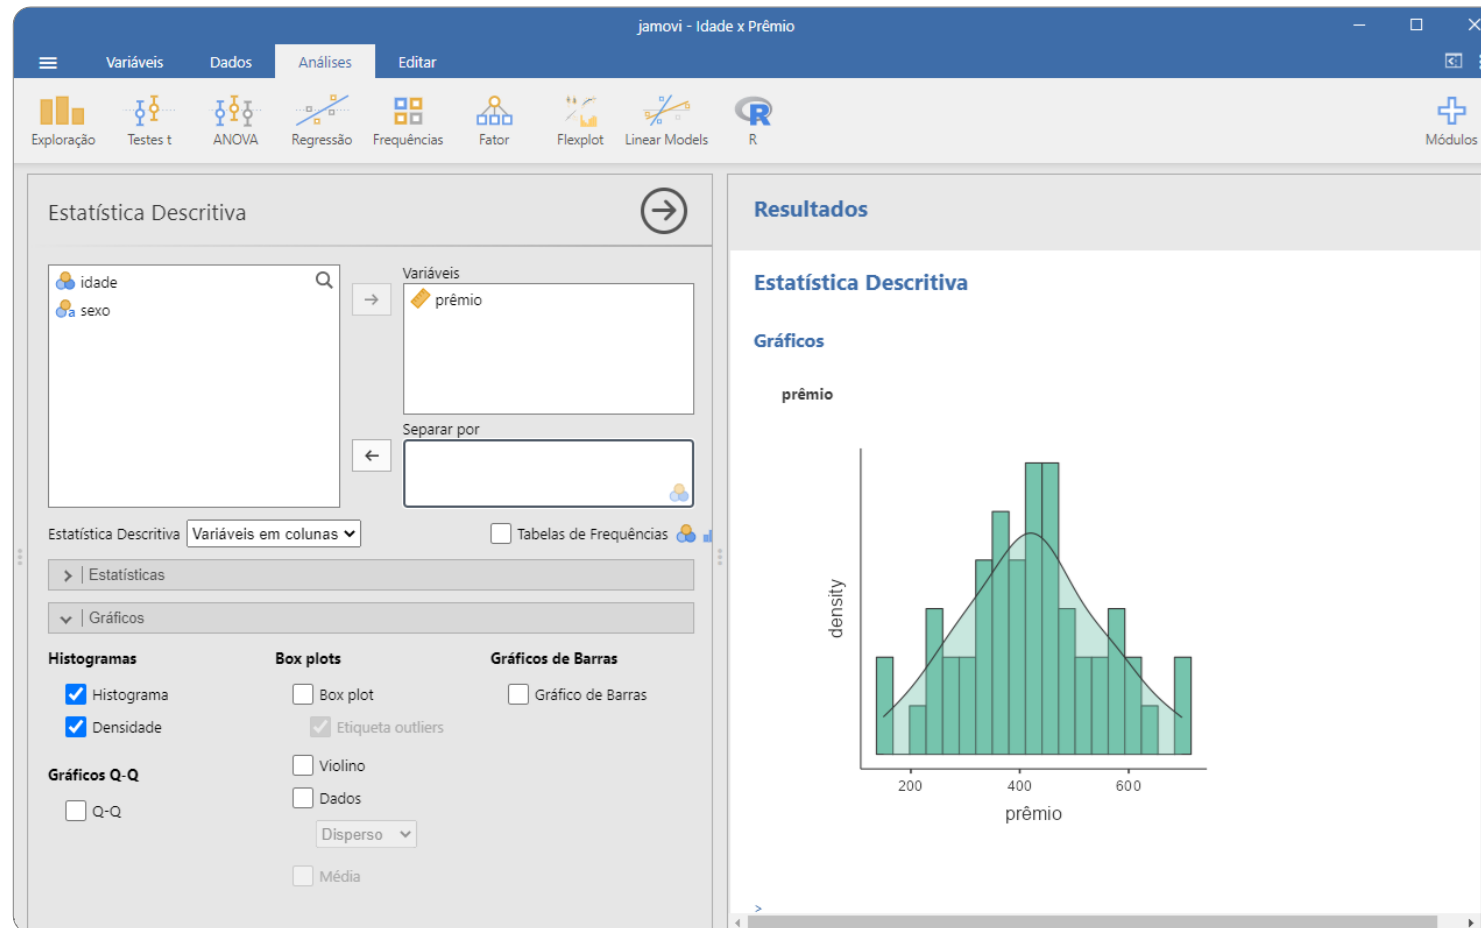 jamovi - Idade x Prêmio
Variáveis Dados Análises Editar
Exploração Testes t ANOVA Regressão Frequências Fator Flexplot Linear Models R Módulos
Estatística Descritiva
idade
a sexo
Variáveis
prêmio
Separar por
Estatística Descritiva Variáveis em colunas Tabelas de Frequências
Estatísticas
Gráficos
Histogramas Box plots Gráficos de Barras
Histograma Box plot Gráfico de Barras
Densidade Etiqueta outliers
Gráficos Q-Q Violino
Q-Q Dados
Disperso
Média
Resultados
Estatística Descritiva
Gráficos
prêmio
density
200 400 600
prêmio